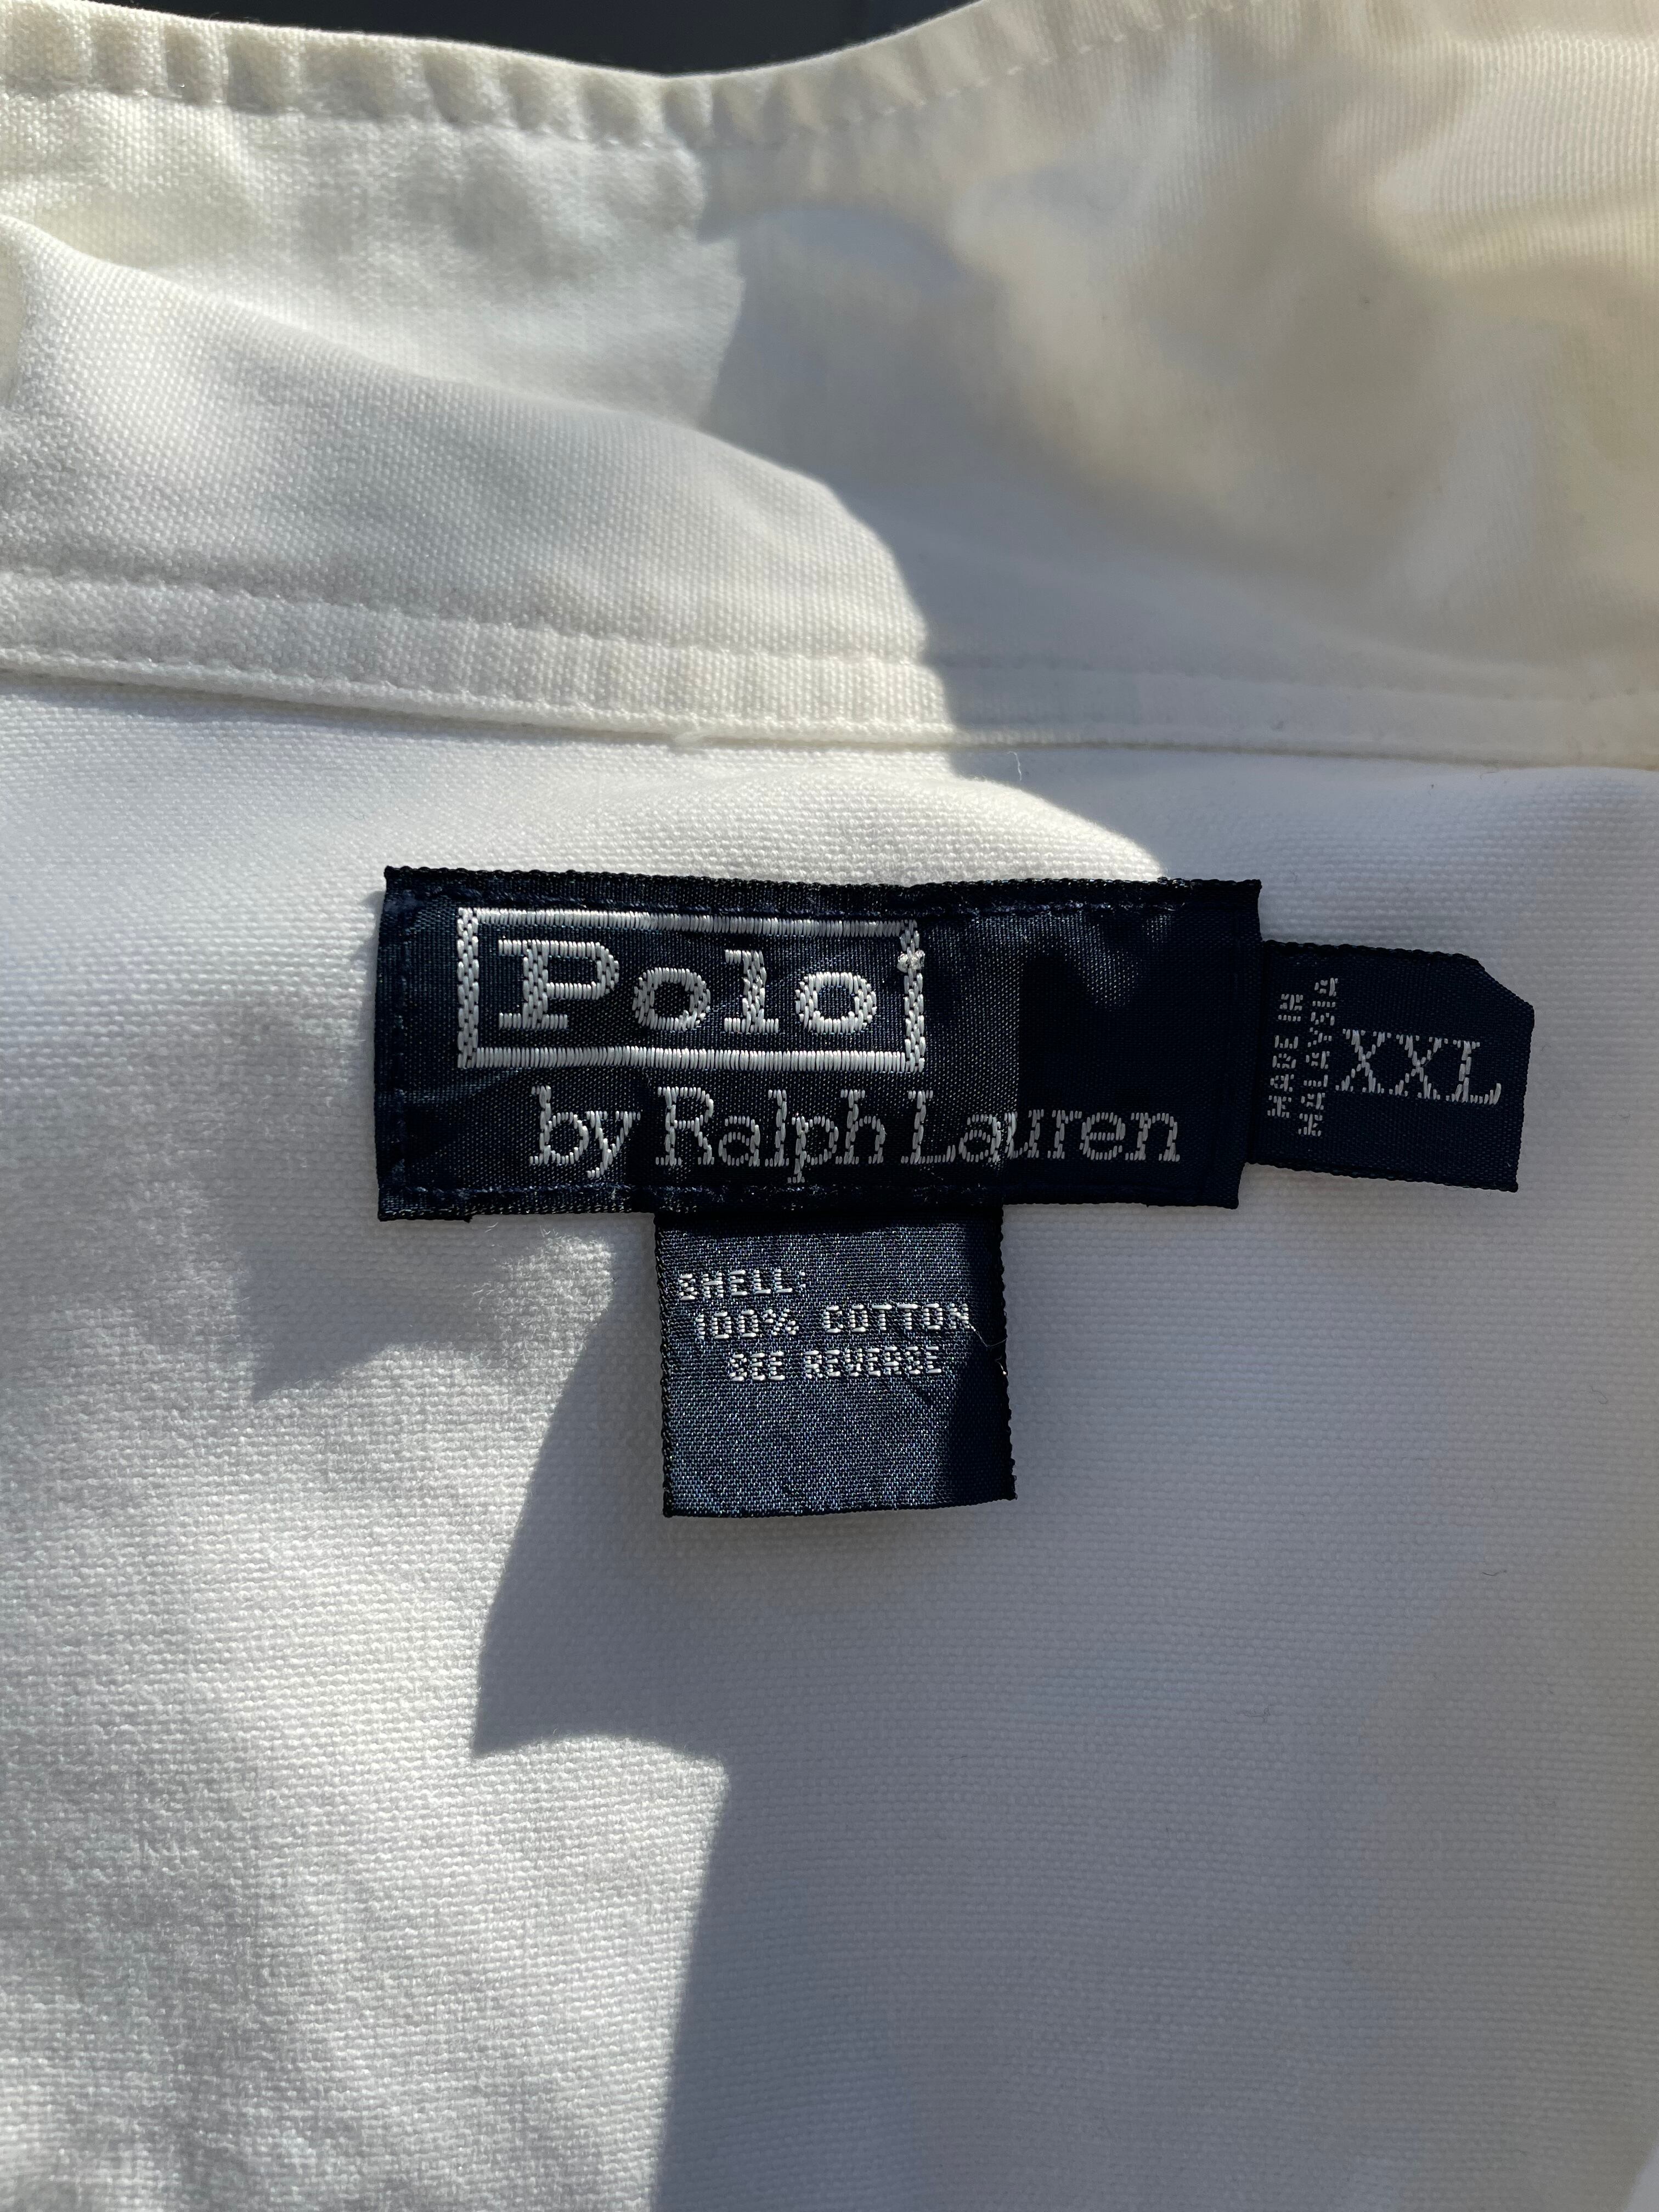 Polo
by Ralph Lauren
MADE IN
MALAYSIA
XXL
SHELL:
100% COTTON
SEE REVERSE